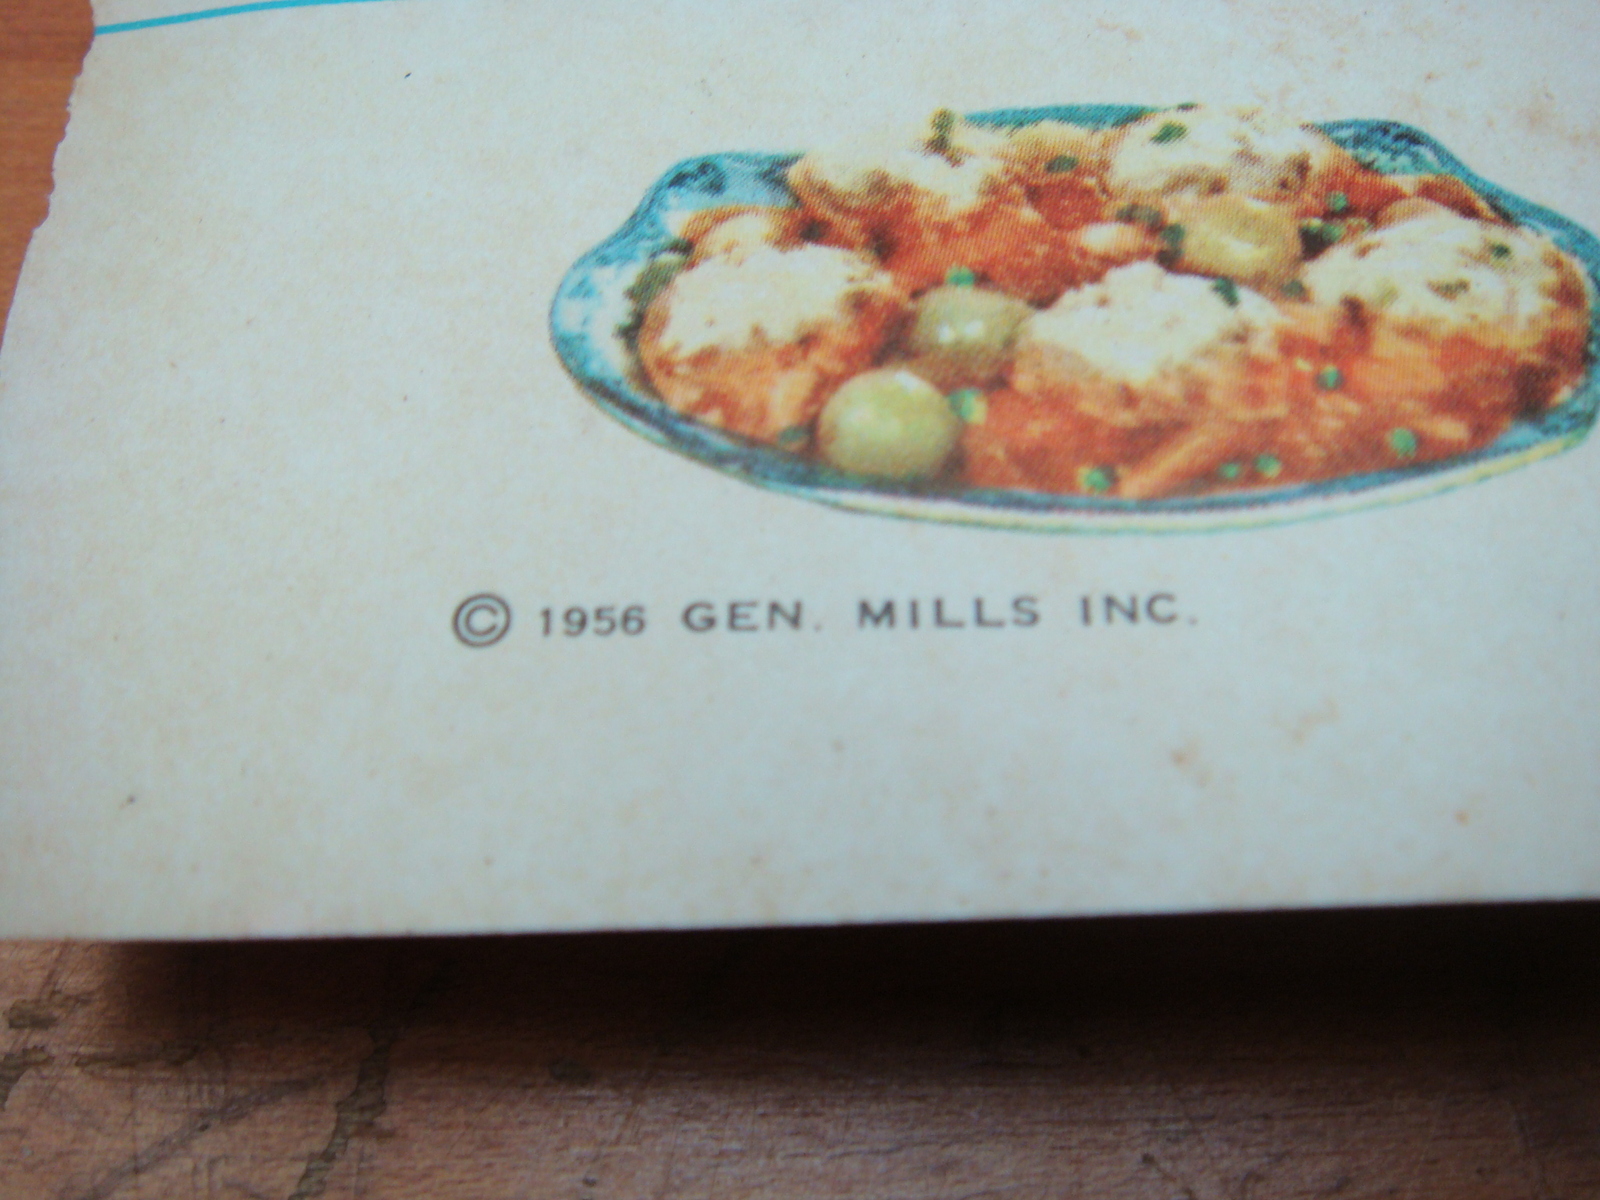 © 1956 GEN. MILLS INC.